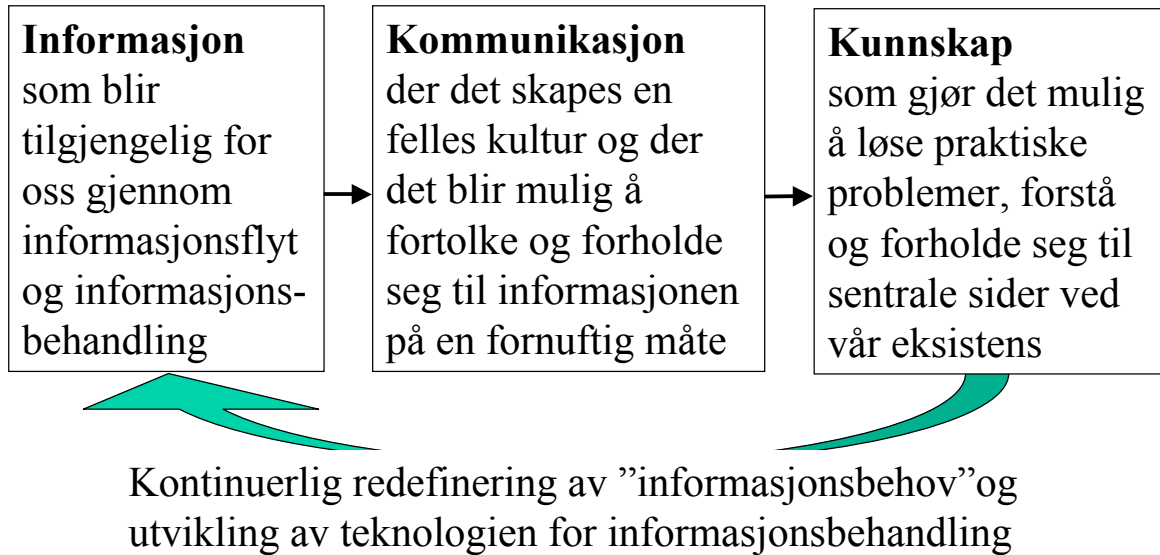 Informasjon
som blir
tilgjengelig for
oss gjennom
informasjonsflyt
og informasjons-
behandling
Kommunikasjon
der det skapes en
felles kultur og der
det blir mulig å
fortolke og forholde
seg til informasjonen
på en fornuftig måte
Kunnskap
som gjør det mulig
å løse praktiske
problemer, forstå
og forholde seg til
sentrale sider ved
vår eksistens
Kontinuerlig redefinering av ”informasjonsbehov”og
utvikling av teknologien for informasjonsbehandling